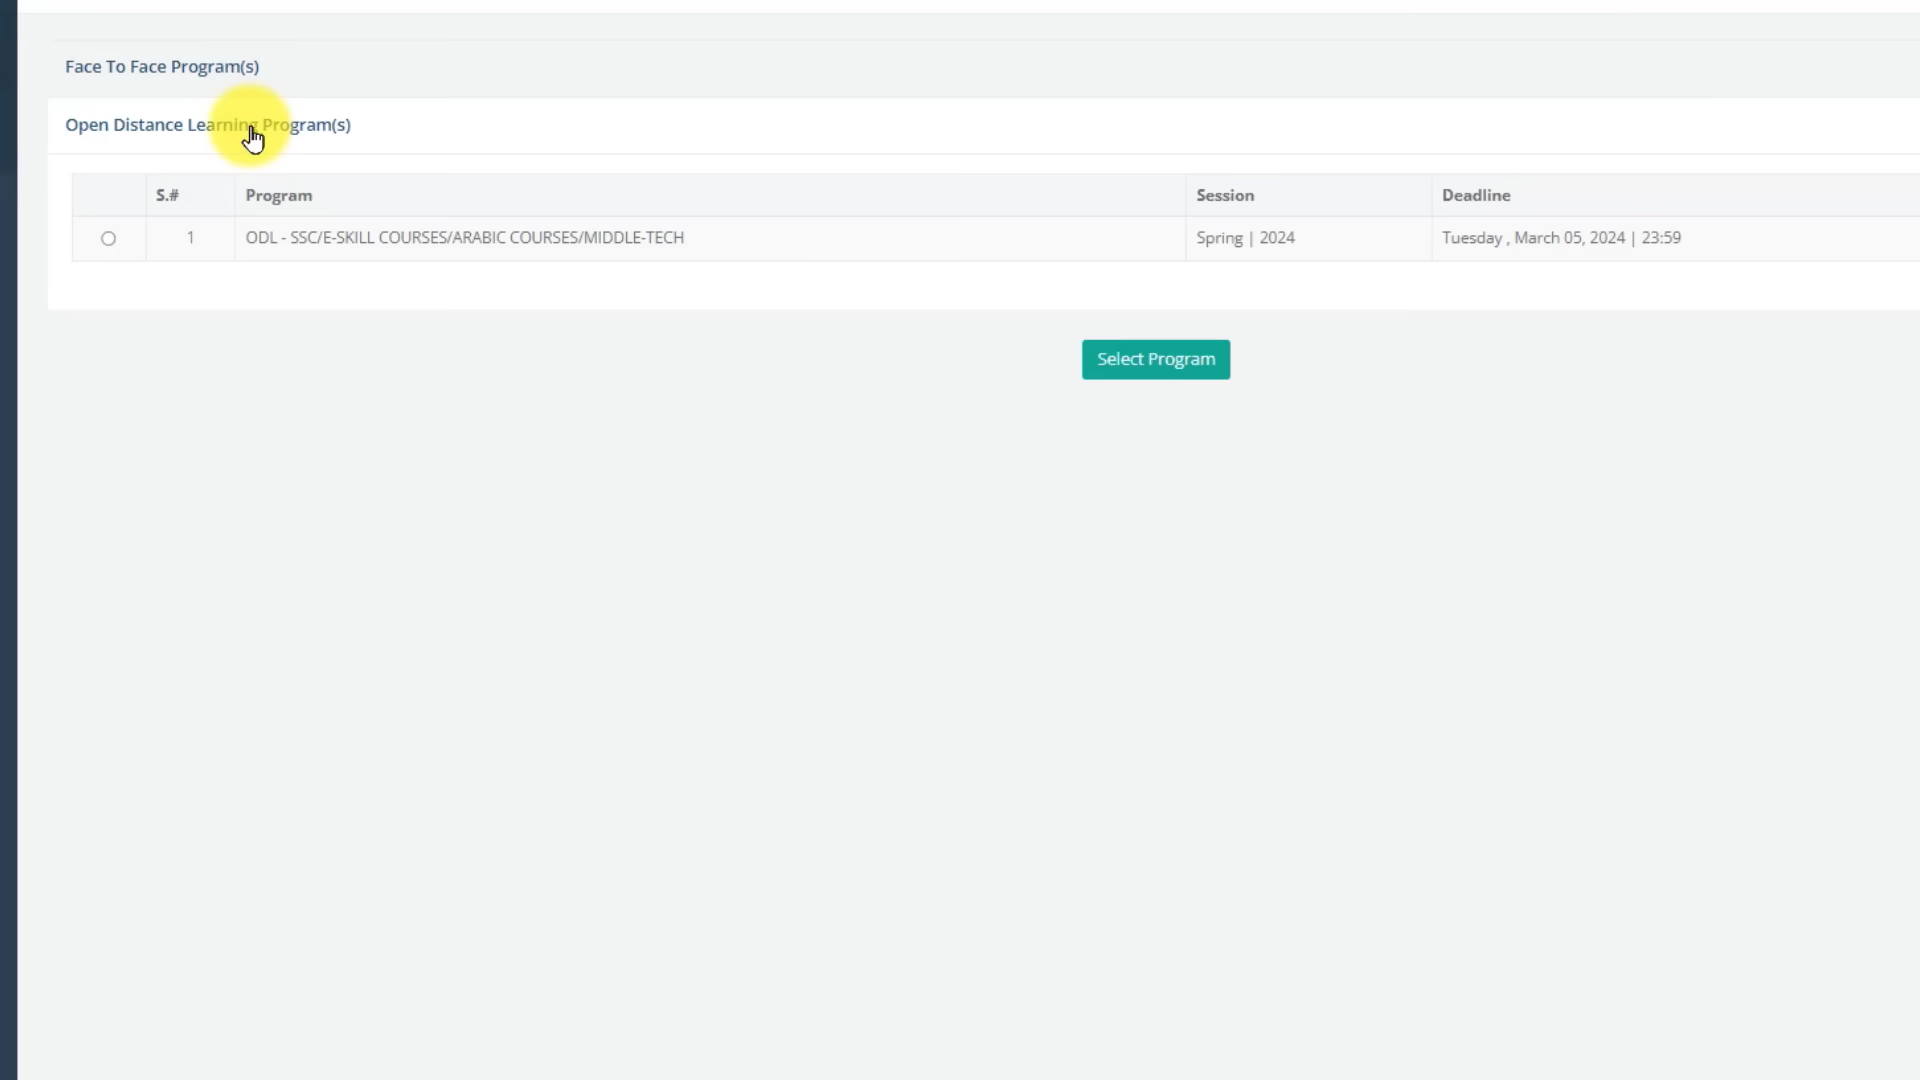 Face To Face Program(s)
Open Distance Learning Program(s)
S.# Program Session Deadline
1 ODL - SSC/E-SKILL COURSES/ARABIC COURSES/MIDDLE-TECH Spring | 2024 Tuesday , March 05, 2024 | 23:59
Select Program